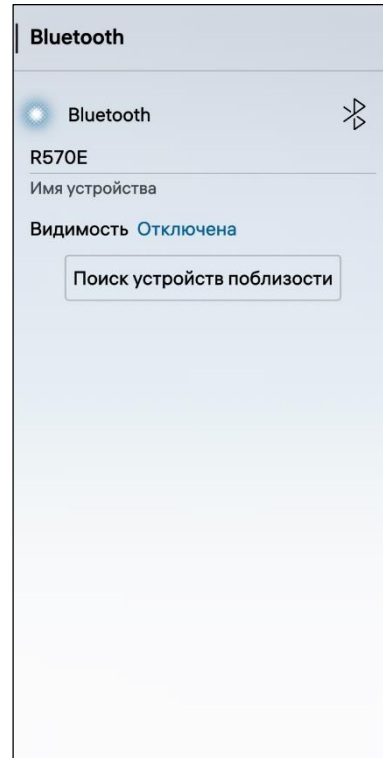 Bluetooth
Bluetooth
R570E
Имя устройства
Видимость Отключена
Поиск устройств поблизости